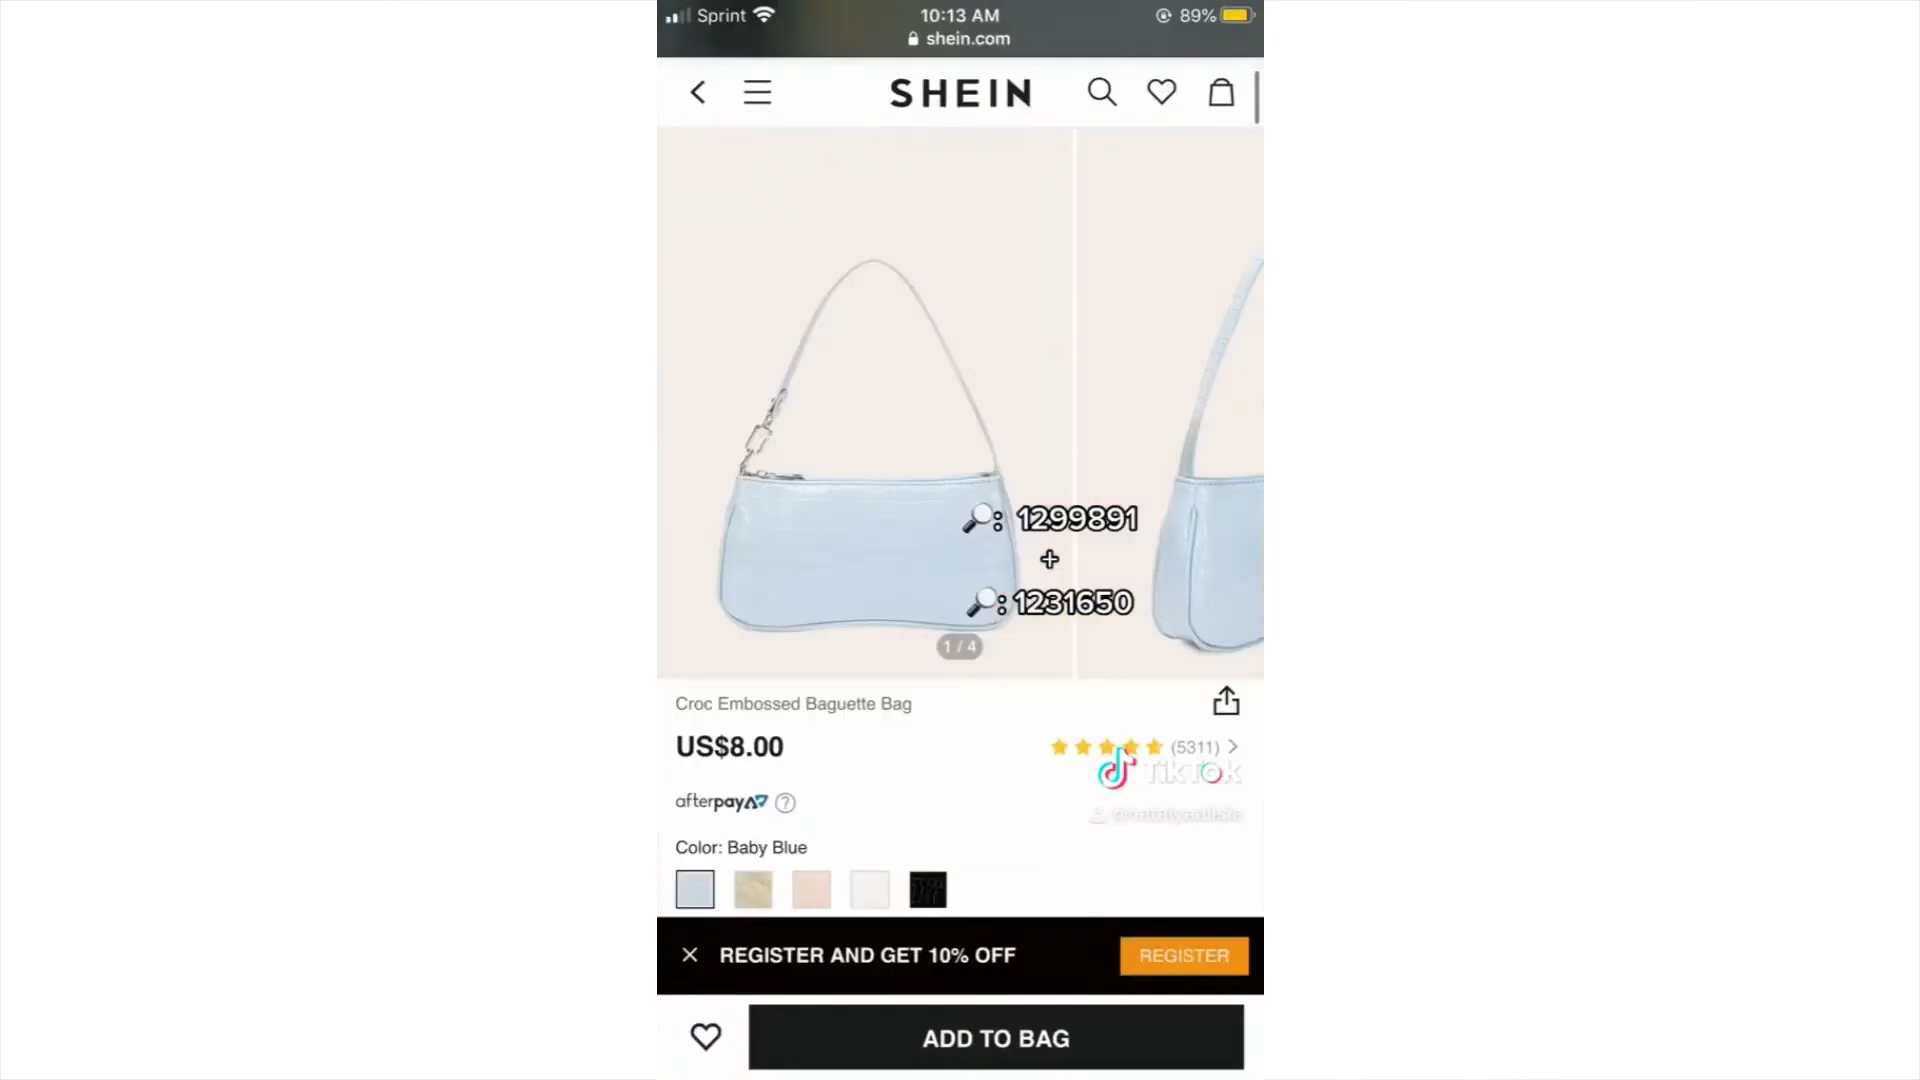 Sprint
10:13 AM
89%
shein.com
SHEIN
: 1299891
+
: 1231650
1 / 4
Croc Embossed Baguette Bag
US$8.00
(5311)
TikTok
afterpay
?
Color: Baby Blue
REGISTER AND GET 10% OFF
REGISTER
ADD TO BAG